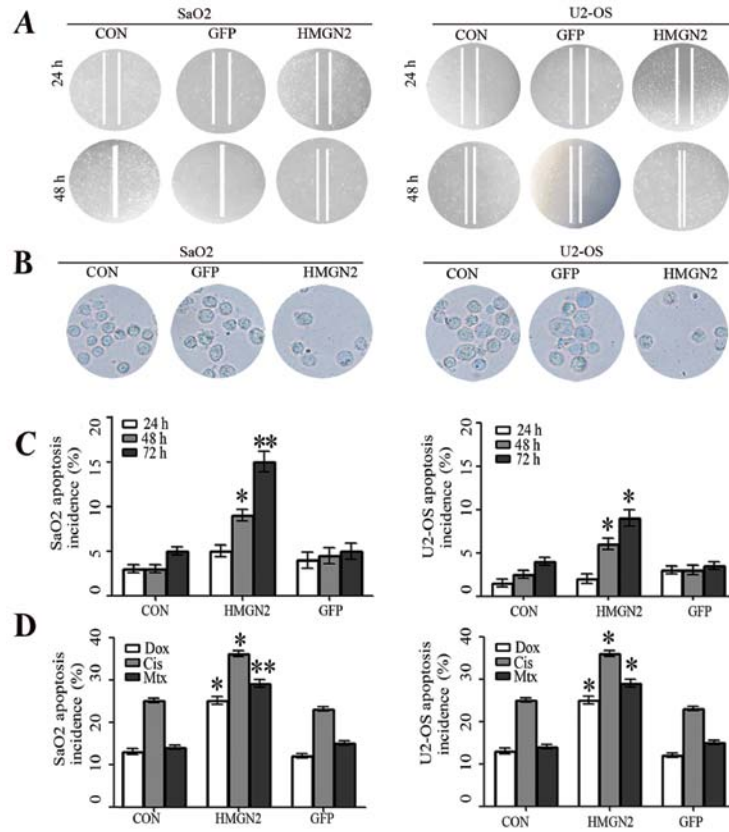 A
SaO2
U2-OS
CON GFP HMGN2
CON GFP HMGN2
24 h
24 h
48 h
48 h
B
SaO2
U2-OS
CON GFP HMGN2
CON GFP HMGN2
C
SaO2 apoptosis
incidence (%)
20
15
10
5
0
24 h
48 h
72 h
* **
CON HMGN2 GFP
U2-OS apoptosis
incidence (%)
20
15
10
5
0
24 h
48 h
72 h
* *
CON HMGN2 GFP
D
SaO2 apoptosis
incidence (%)
40
30
20
10
0
Dox
Cis
Mtx
* * **
CON HMGN2 GFP
U2-OS apoptosis
incidence (%)
40
30
20
10
0
Dox
Cis
Mtx
* * *
CON HMGN2 GFP